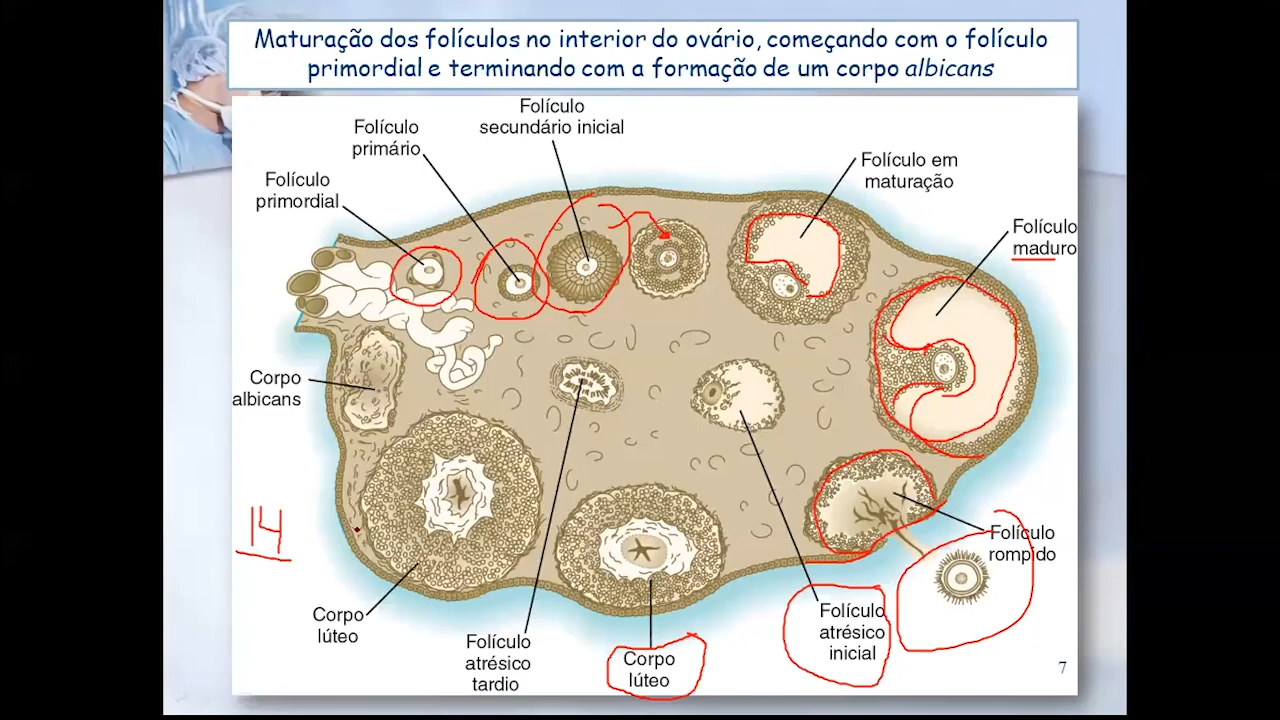 Maturação dos folículos no interior do ovário, começando com o folículo
primordial e terminando com a formação de um corpo albicans
Folículo
secundário inicial
Folículo
primário
Folículo
primordial
Folículo em
maturação
Folículo
maduro
Corpo
albicans
14
Folículo
rompido
Corpo
lúteo
Folículo
atrésico
tardio
Corpo
lúteo
Folículo
atrésico
inicial
7